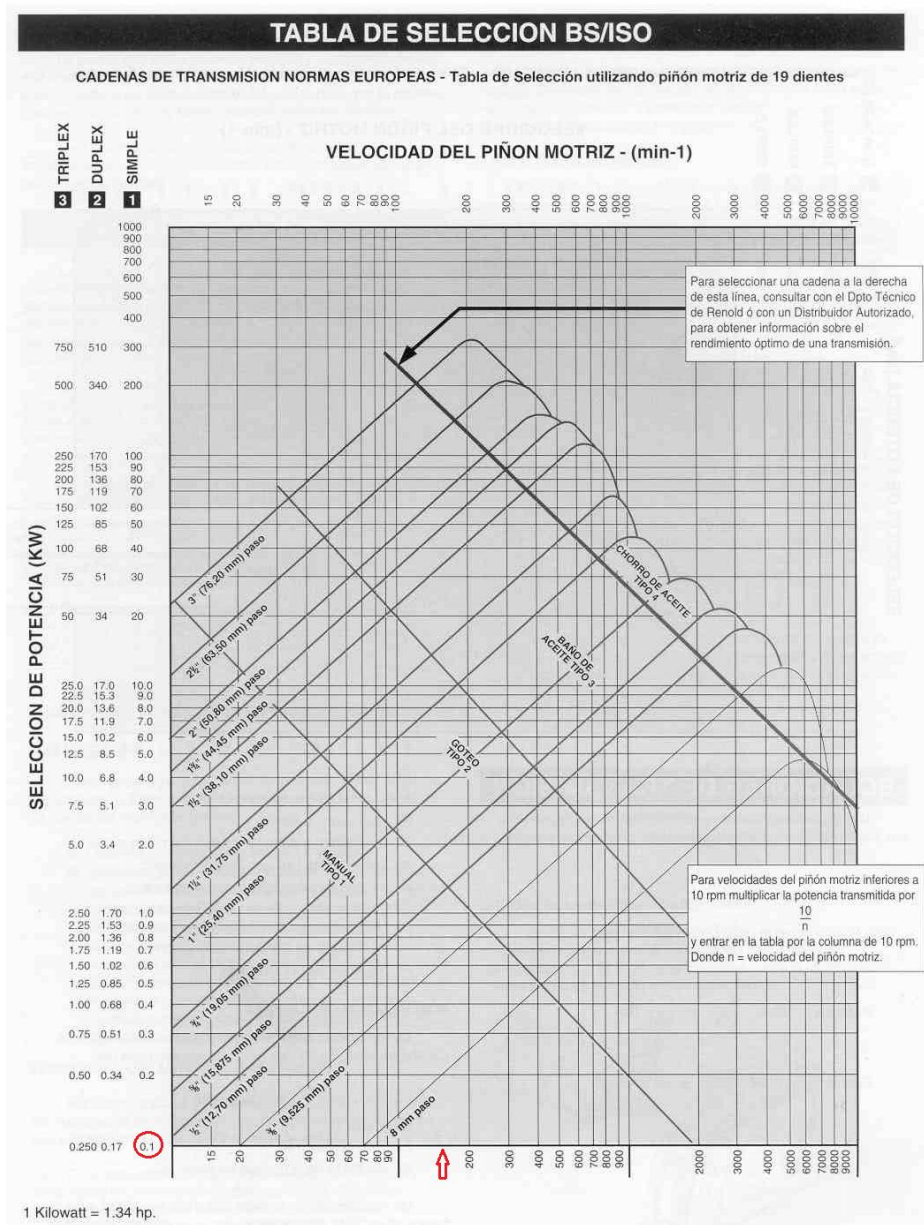 TABLA DE SELECCION BS/ISO
CADENAS DE TRANSMISION NORMAS EUROPEAS - Tabla de Selección utilizando piñón motriz de 19 dientes
VELOCIDAD DEL PIÑON MOTRIZ - (min-1)
3 TRIPLEX
2 DUPLEX
1 SIMPLE
15 20 30 40 50 60 70 80 90 100 200 300 400 500 600 700 800 900 1000 2000 3000 4000 5000 6000 7000 8000 9000 10000
SELECCION DE POTENCIA (KW)
1000
900
800
700
600
500
400
750 510 300
500 340 200
250 170 100
225 153 90
200 136 80
175 119 70
150 102 60
125 85 50
100 68 40
75 51 30
50 34 20
25.0 17.0 10.0
22.5 15.3 9.0
20.0 13.6 8.0
17.5 11.9 7.0
15.0 10.2 6.0
12.5 8.5 5.0
10.0 6.8 4.0
7.5 5.1 3.0
5.0 3.4 2.0
2.50 1.70 1.0
2.25 1.53 0.9
2.00 1.36 0.8
1.75 1.19 0.7
1.50 1.02 0.6
1.25 0.85 0.5
1.00 0.68 0.4
0.75 0.51 0.3
0.50 0.34 0.2
0.250 0.17 0.1
Para seleccionar una cadena a la derecha
de esta línea, consultar con el Dpto Técnico
de Renold ó con un Distribuidor Autorizado,
para obtener información sobre el
rendimiento óptimo de una transmisión.
3" (76,20 mm) paso
2½" (63,50 mm) paso
2" (50,80 mm) paso
1¾" (44,45 mm) paso
1½" (38,10 mm) paso
1¼" (31,75 mm) paso
1" (25,40 mm) paso
¾" (19,05 mm) paso
⅝" (15,875 mm) paso
½" (12,70 mm) paso
⅜" (9,525 mm) paso
8 mm paso
CHORRO DE ACEITE
TIPO 4
BAÑO DE
ACEITE TIPO 3
GOTEO
TIPO 2
MANUAL
TIPO 1
Para velocidades del piñón motriz inferiores a
10 rpm multiplicar la potencia transmitida por
10
n
y entrar en la tabla por la columna de 10 rpm.
Donde n = velocidad del piñón motriz.
15 20 30 40 50 60 70 80 90 200 300 400 500 600 700 800 900 2000 3000 4000 5000 6000 7000 8000 9000
1 Kilowatt = 1.34 hp.